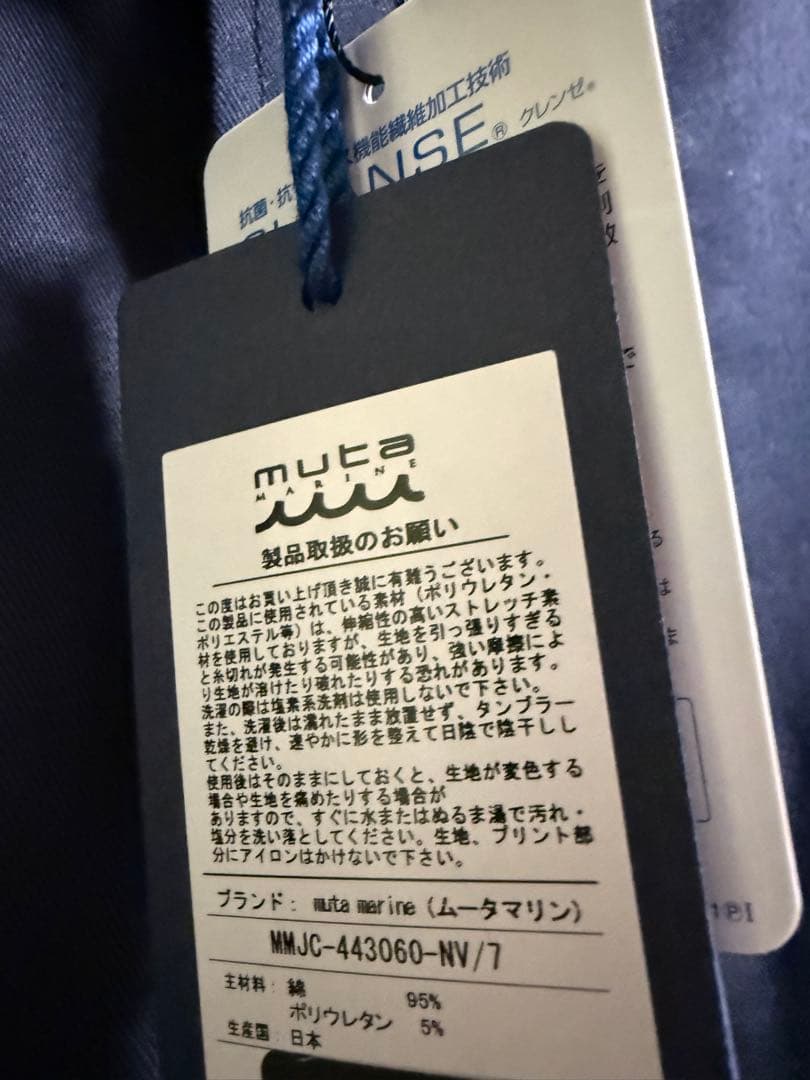 機能繊維加工技術
抗菌・抗
NSE® クレンゼ®
muta
MARINE
製品取扱のお願い
この度はお買い上げ頂き誠に有難うございます。
この製品に使用されている素材（ポリウレタン・
ポリエステル等）は、伸縮性の高いストレッチ素
材を使用しておりますが、生地を引っ張りすぎる
と糸切れが発生する可能性があり、強い摩擦によ
り生地が溶けたり破れたりする恐れがあります。
洗濯の際は塩素系洗剤は使用しないで下さい。
また、洗濯後は濡れたまま放置せず、タンブラー
乾燥を避け、速やかに形を整えて日陰で陰干しし
てください。
使用後はそのままにしておくと、生地が変色する
場合や生地を痛めたりする場合が
ありますので、すぐに水またはぬるま湯で汚れ・
塩分を洗い落としてください。生地、プリント部
分にアイロンはかけないで下さい。
ブランド： muta marine（ムータマリン）
MMJC-443060-NV/7
主材料： 綿 95%
ポリウレタン 5%
生産国： 日本